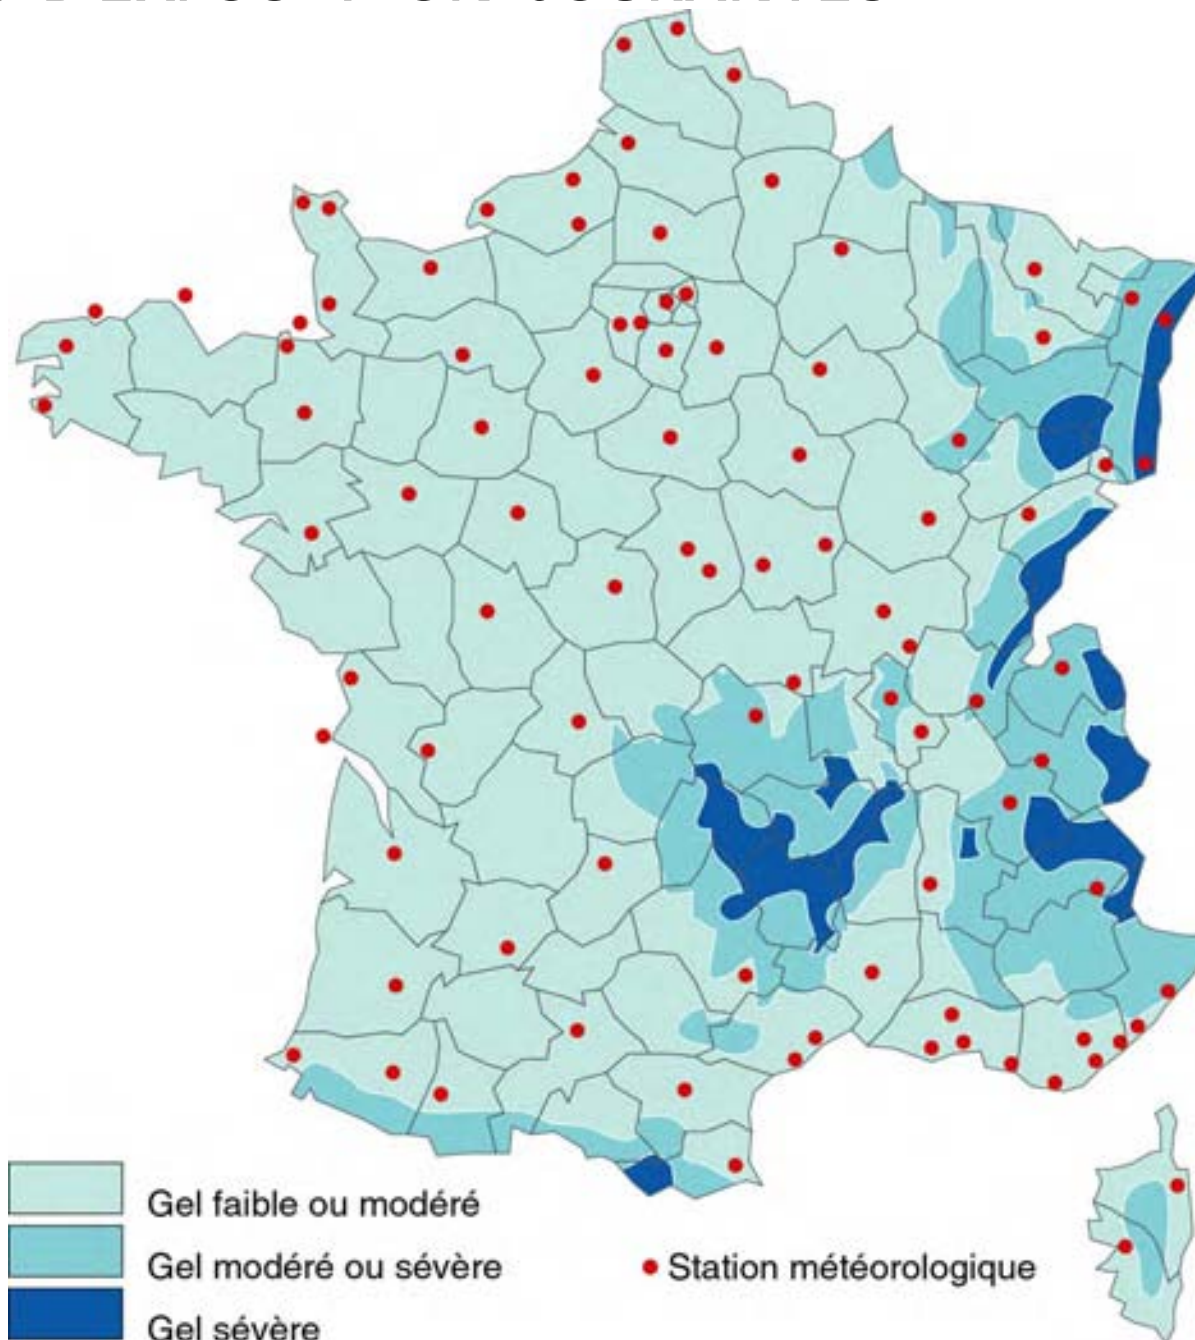 Gel faible ou modéré
Gel modéré ou sévère
Station météorologique
Gel sévère